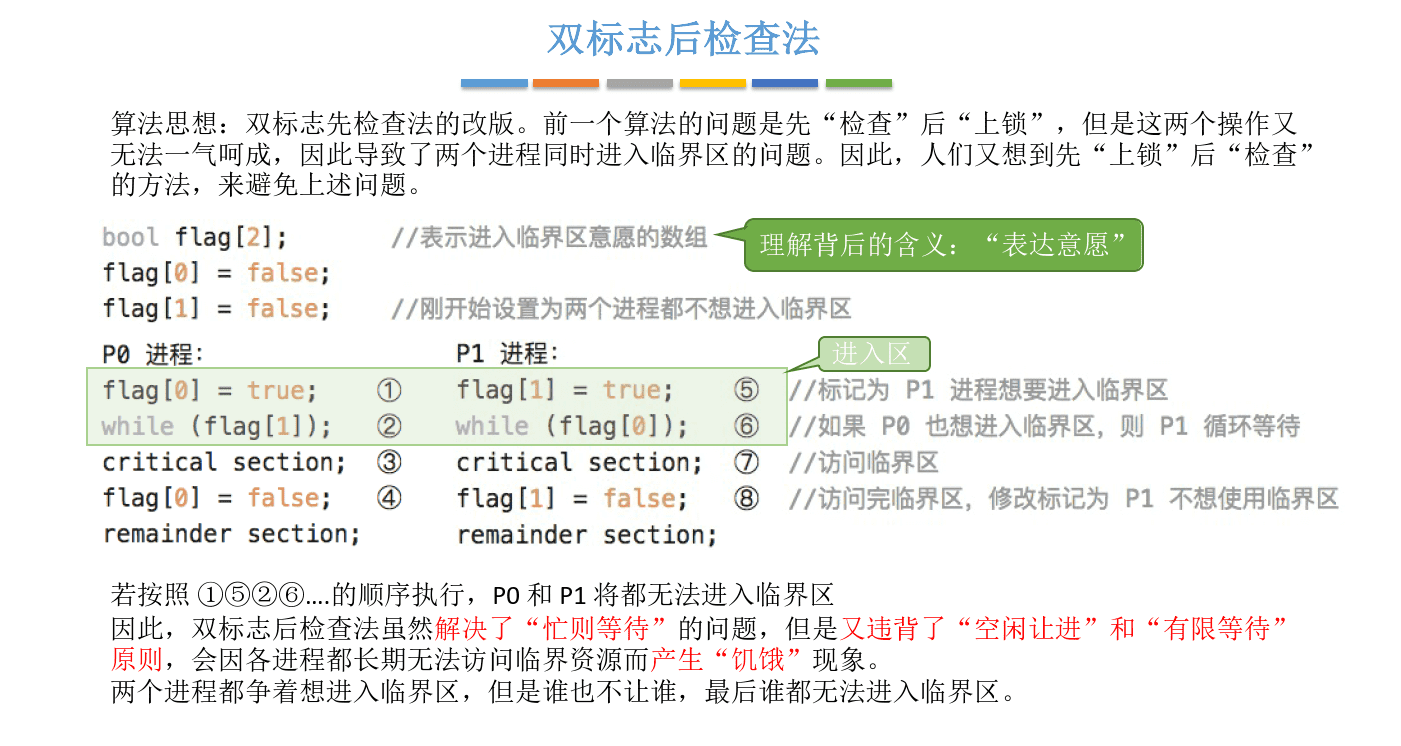 双标志后检查法
算法思想：双标志先检查法的改版。前一个算法的问题是先“检查”后“上锁”，但是这两个操作又
无法一气呵成，因此导致了两个进程同时进入临界区的问题。因此，人们又想到先“上锁”后“检查”
的方法，来避免上述问题。
bool flag[2]; //表示进入临界区意愿的数组 理解背后的含义：“表达意愿”
flag[0] = false;
flag[1] = false; //刚开始设置为两个进程都不想进入临界区
P0 进程: P1 进程: 进入区
flag[0] = true; ① flag[1] = true; ⑤ //标记为 P1 进程想要进入临界区
while (flag[1]); ② while (flag[0]); ⑥ //如果 P0 也想进入临界区，则 P1 循环等待
critical section; ③ critical section; ⑦ //访问临界区
flag[0] = false; ④ flag[1] = false; ⑧ //访问完临界区，修改标记为 P1 不想使用临界区
remainder section; remainder section;
若按照 ①⑤②⑥….的顺序执行，P0 和 P1 将都无法进入临界区
因此，双标志后检查法虽然解决了“忙则等待”的问题，但是又违背了“空闲让进”和“有限等待”
原则，会因各进程都长期无法访问临界资源而产生“饥饿”现象。
两个进程都争着想进入临界区，但是谁也不让谁，最后谁都无法进入临界区。